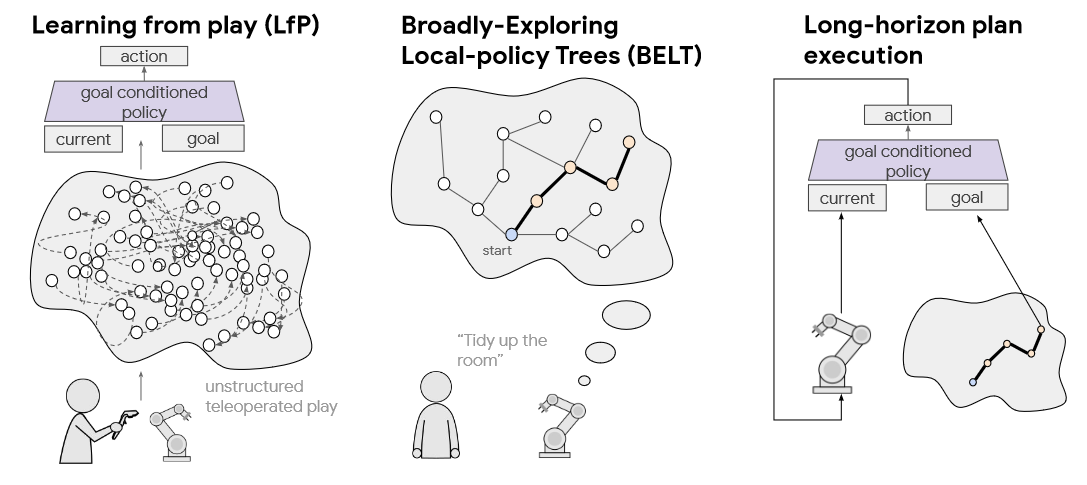 Learning from play (LfP)
action
goal conditioned
policy
current
goal
unstructured
teleoperated play
Broadly-Exploring
Local-policy Trees (BELT)
start
“Tidy up the
room”
Long-horizon plan
execution
action
goal conditioned
policy
current
goal